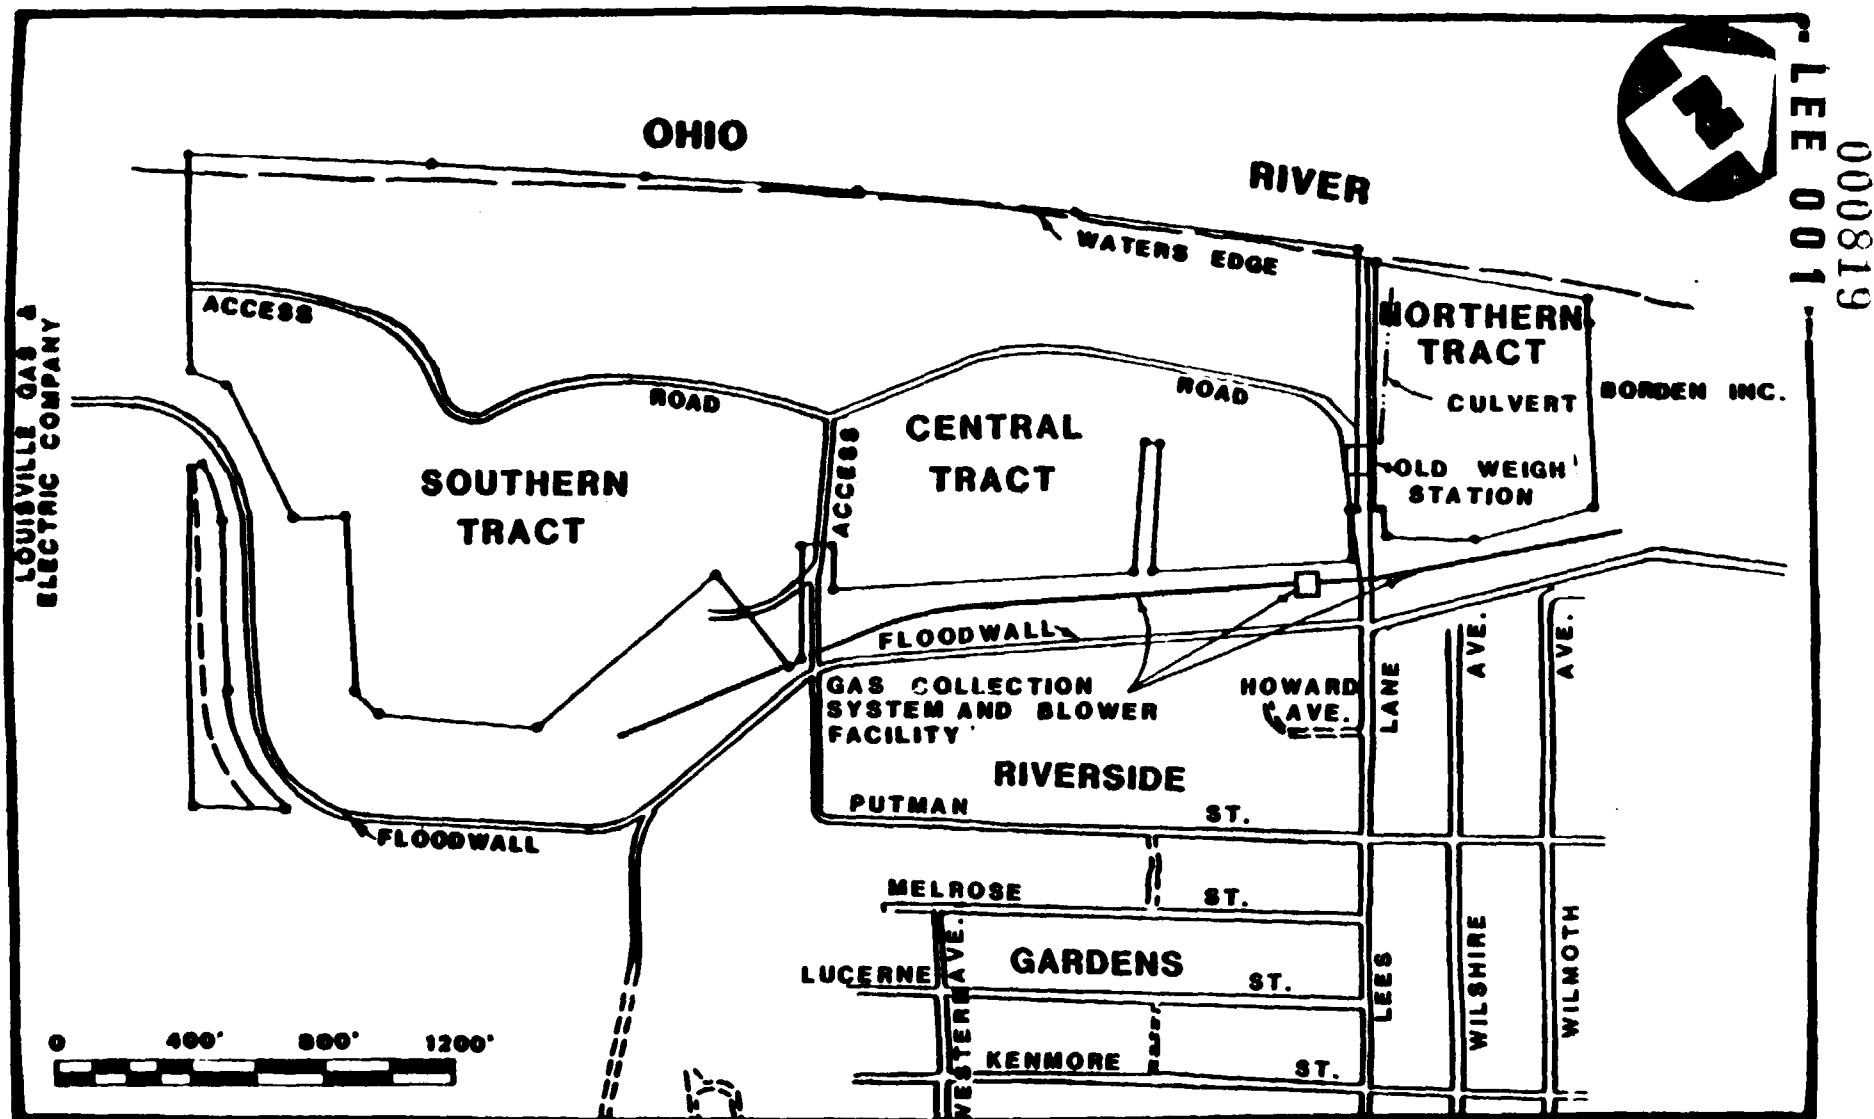 OHIO
RIVER
N
LEE 001
000819
WATERS EDGE
ACCESS
ROAD
ROAD
ACCESS
NORTHERN
TRACT
CULVERT
BORDEN INC.
OLD WEIGH
STATION
CENTRAL
TRACT
SOUTHERN
TRACT
LOUISVILLE GAS &
ELECTRIC COMPANY
FLOODWALL
GAS COLLECTION
SYSTEM AND BLOWER
FACILITY
HOWARD
AVE.
LANE
AVE.
AVE.
RIVERSIDE
PUTMAN ST.
FLOODWALL
MELROSE ST.
GARDENS
LUCERNE ST.
WESTERN AVE.
LEES
WILSHIRE
WILMOTH
KENMORE ST.
0 400' 800' 1200'